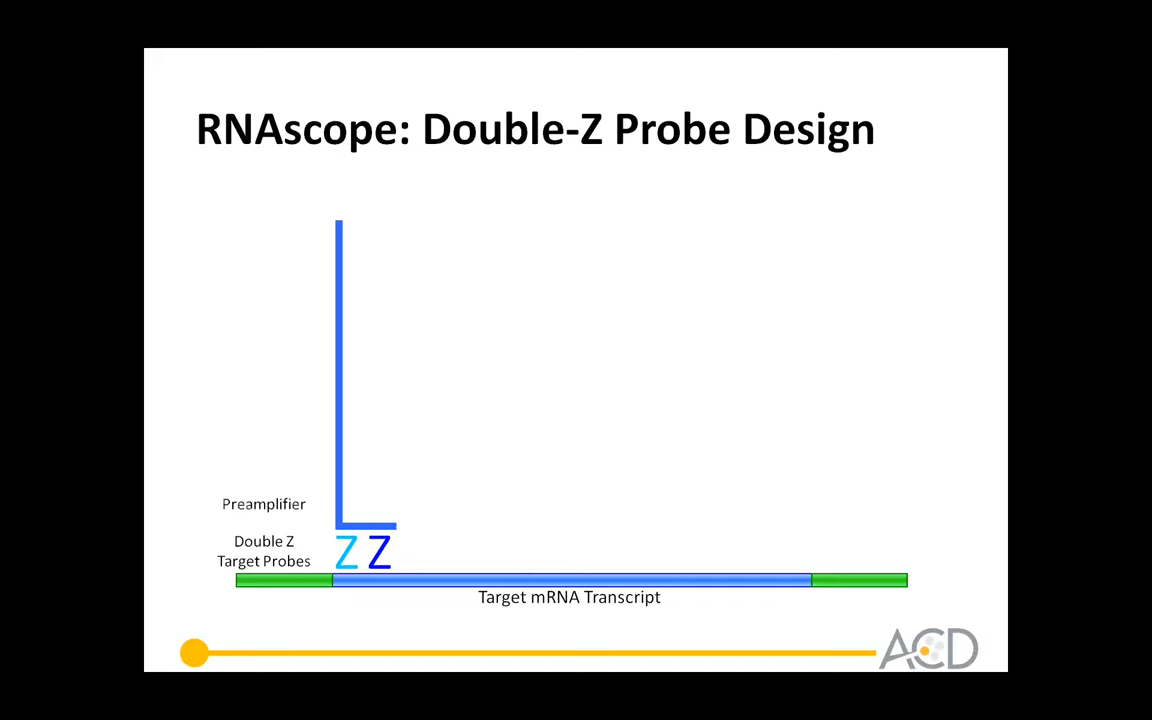 RNAscope: Double-Z Probe Design
Preamplifier
Double Z
Target Probes
Z Z
Target mRNA Transcript
ACD